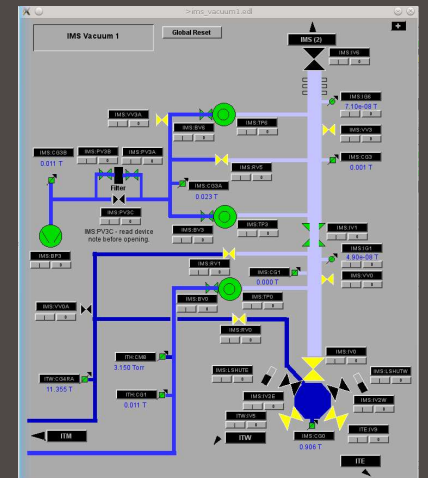 >ims_vacuum1.edl
IMS Vacuum 1
Global Reset
+
IMS (2)
IMS:IV6
IMS:IG6
7.10e-08 T
IMS:VV3A
IMS:TP6
IMS:BV6
IMS:VV3
IMS:CG3B
IMS:PV3B
IMS:PV3A
0.011 T
IMS:RV5
IMS:CG3
0.001 T
Filter
IMS:CG3A
0.023 T
IMS:PV3C
IMS:PV3C - read device
note before opening.
IMS:TP3
IMS:BV3
IMS:IV1
IMS:BP3
IMS:RV1
IMS:IG1
4.90e-08 T
IMS:CG1
0.000 T
IMS:VV0
IMS:TP0
IMS:BV0
IMS:VV0A
IMS:RV0
ITH:CM8
3.150 Torr
IMS:IV0
IMS:LSHUTE
IMS:LSHUTW
ITW:CG4RA
11.355 T
ITH:CG1
0.011 T
IMS:IV2E
IMS:IV2W
ITW:IV5
ITE:IV9
IMS:CG0
0.906 T
ITM
ITW
ITE